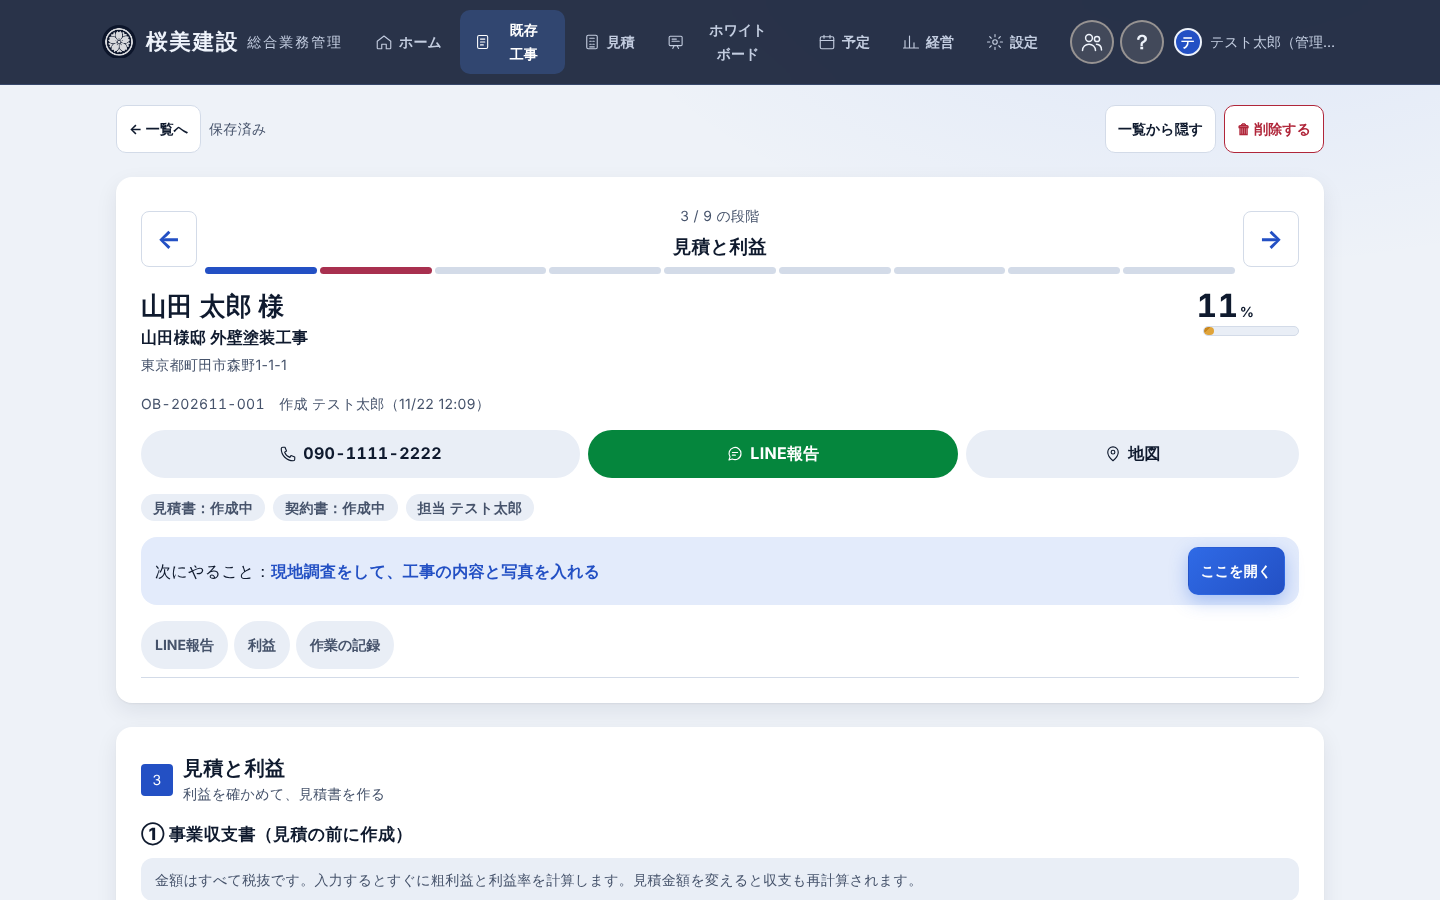 桜美建設 総合業務管理 ホーム 既存工事 見積 ホワイトボード 予定 経営 設定 ? テ テスト太郎（管理...
← 一覧へ 保存済み 一覧から隠す 削除する
3 / 9 の段階
← 見積と利益 →
山田 太郎 様 11%
山田様邸 外壁塗装工事
東京都町田市森野1-1-1
OB-202611-001 作成 テスト太郎（11/22 12:09）
090-1111-2222 LINE報告 地図
見積書：作成中 契約書：作成中 担当 テスト太郎
次にやること：現地調査をして、工事の内容と写真を入れる ここを開く
LINE報告 利益 作業の記録
3 見積と利益
利益を確かめて、見積書を作る
① 事業収支書（見積の前に作成）
金額はすべて税抜です。入力するとすぐに粗利益と利益率を計算します。見積金額を変えると収支も再計算されます。